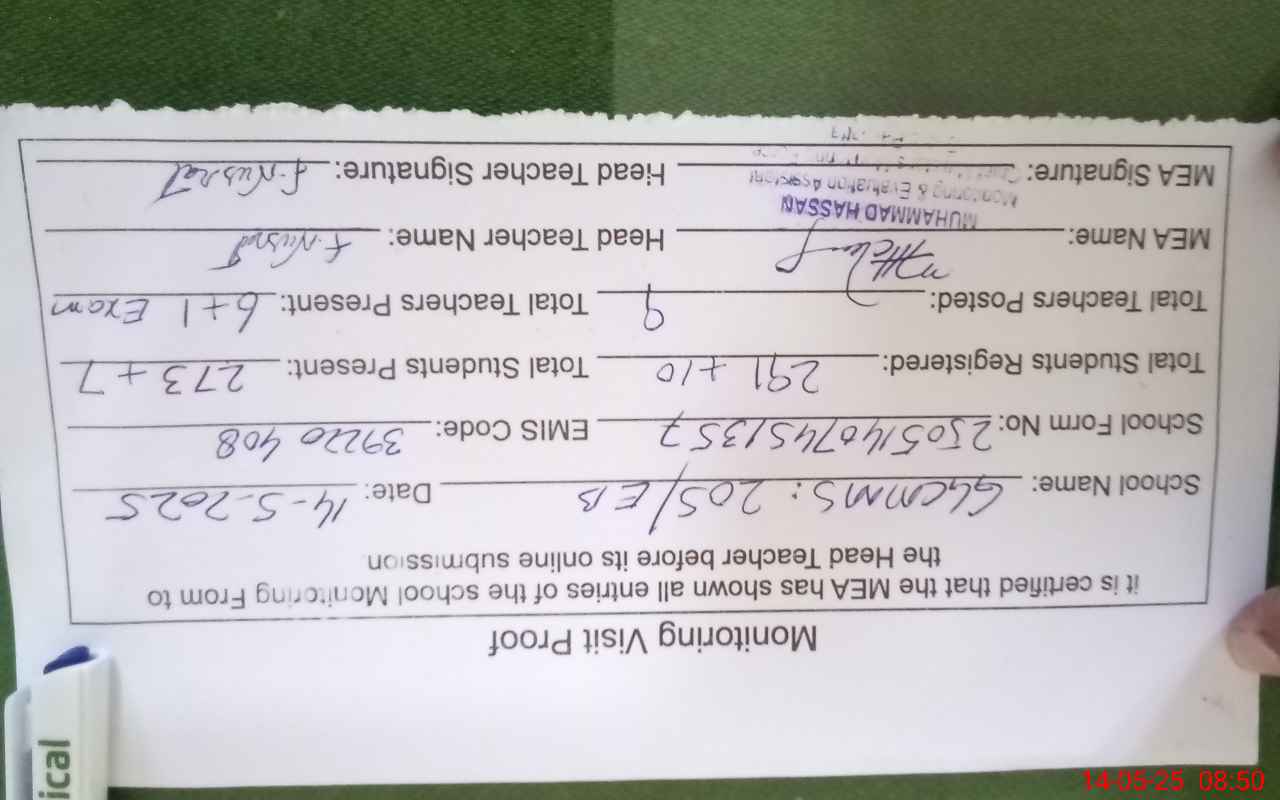 Monitoring Visit Proof
it is certified that the MEA has shown all entries of the school Monitoring From to
the Head Teacher before its online submission.
School Name: GGCMMS: 205/EB Date: 14-5-2025
School Form No: 25051407451357 EMIS Code: 39220408
Total Students Registered: 291 +10 Total Students Present: 273 + 7
Total Teachers Posted: 9 Total Teachers Present: 6+1 Exam
MEA Name: Head Teacher Name: F.Nusrat
MUHAMMAD HASSAN
Monitoring & Evaluation Assistant
MEA Signature: Head Teacher Signature: F.Nusrat
ical
14-05-25 08:50